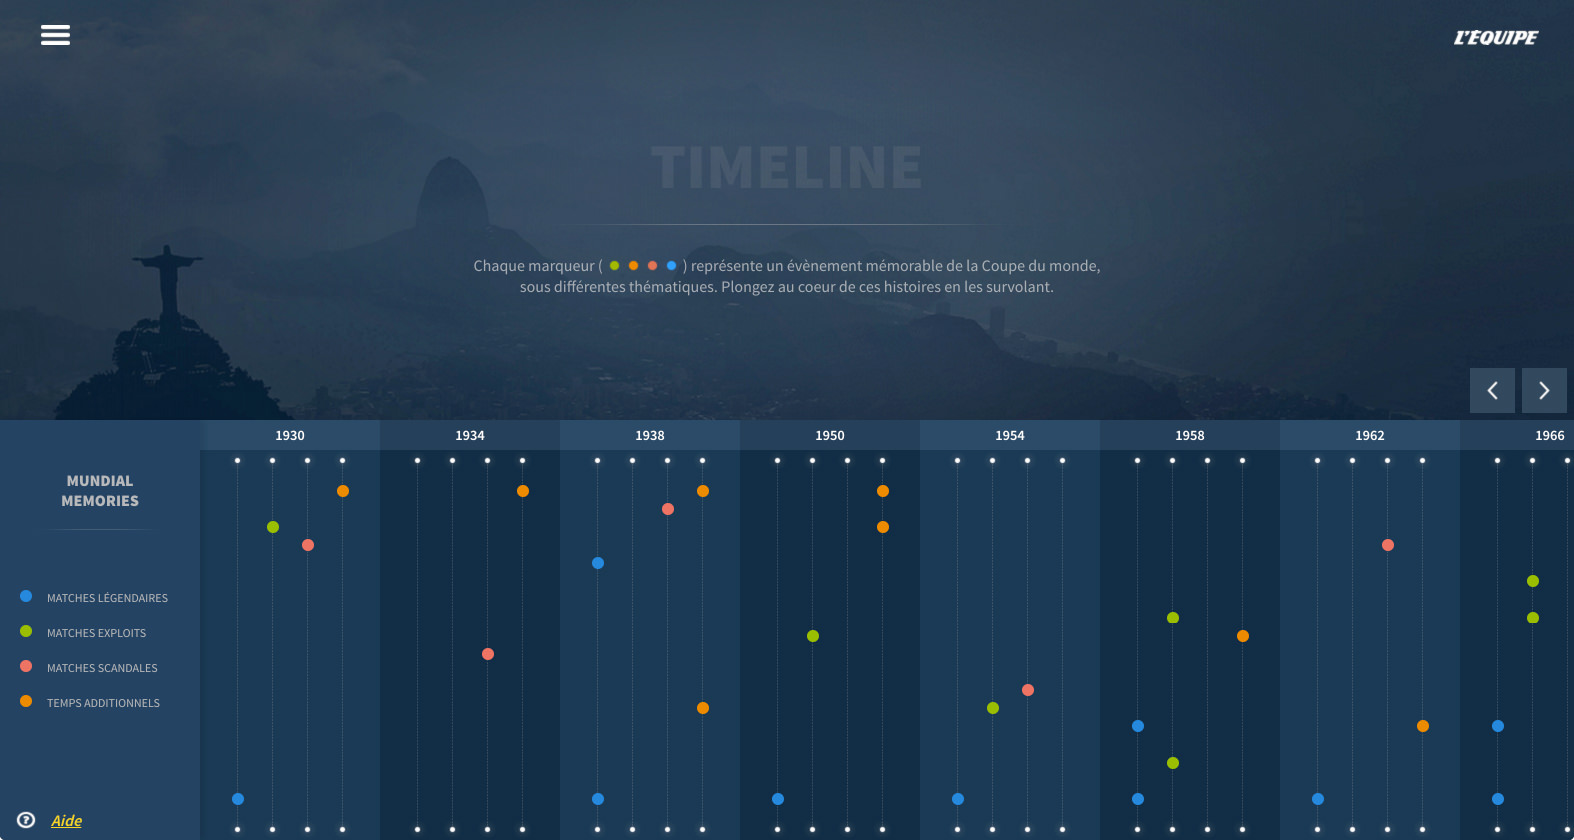 L'ÉQUIPE
TIMELINE
Chaque marqueur ( ) représente un évènement mémorable de la Coupe du monde,
sous différentes thématiques. Plongez au coeur de ces histoires en les survolant.
1930 1934 1938 1950 1954 1958 1962 1966
MUNDIAL
MEMORIES
MATCHES LÉGENDAIRES
MATCHES EXPLOITS
MATCHES SCANDALES
TEMPS ADDITIONNELS
? Aide